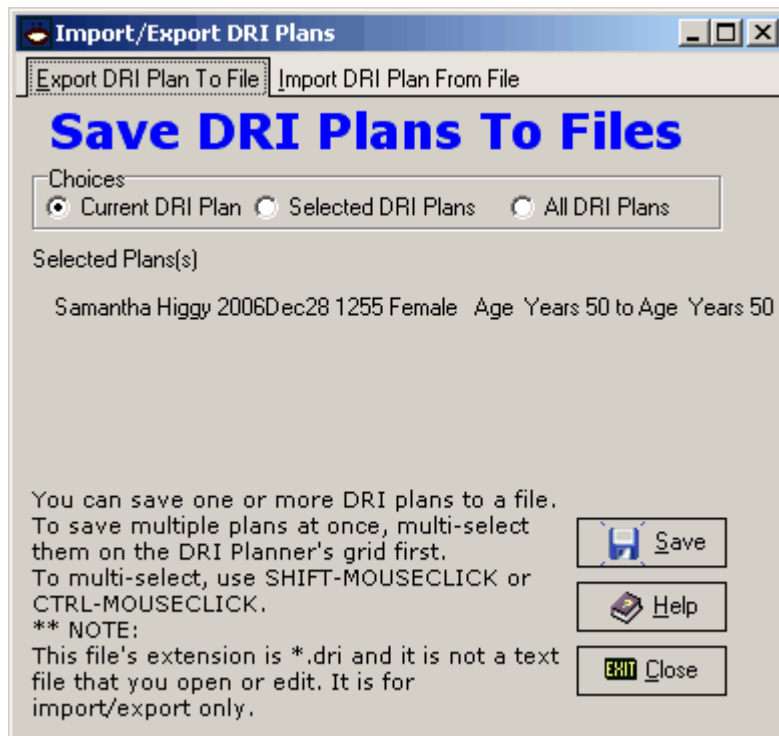 Import/Export DRI Plans
Export DRI Plan To File Import DRI Plan From File
Save DRI Plans To Files
Choices
Current DRI Plan Selected DRI Plans All DRI Plans
Selected Plans(s)
Samantha Higgy 2006Dec28 1255 Female Age Years 50 to Age Years 50
You can save one or more DRI plans to a file.
To save multiple plans at once, multi-select
them on the DRI Planner's grid first.
To multi-select, use SHIFT-MOUSECLICK or
CTRL-MOUSECLICK.
** NOTE:
This file's extension is *.dri and it is not a text
file that you open or edit. It is for
import/export only.
Save
Help
EXIT Close